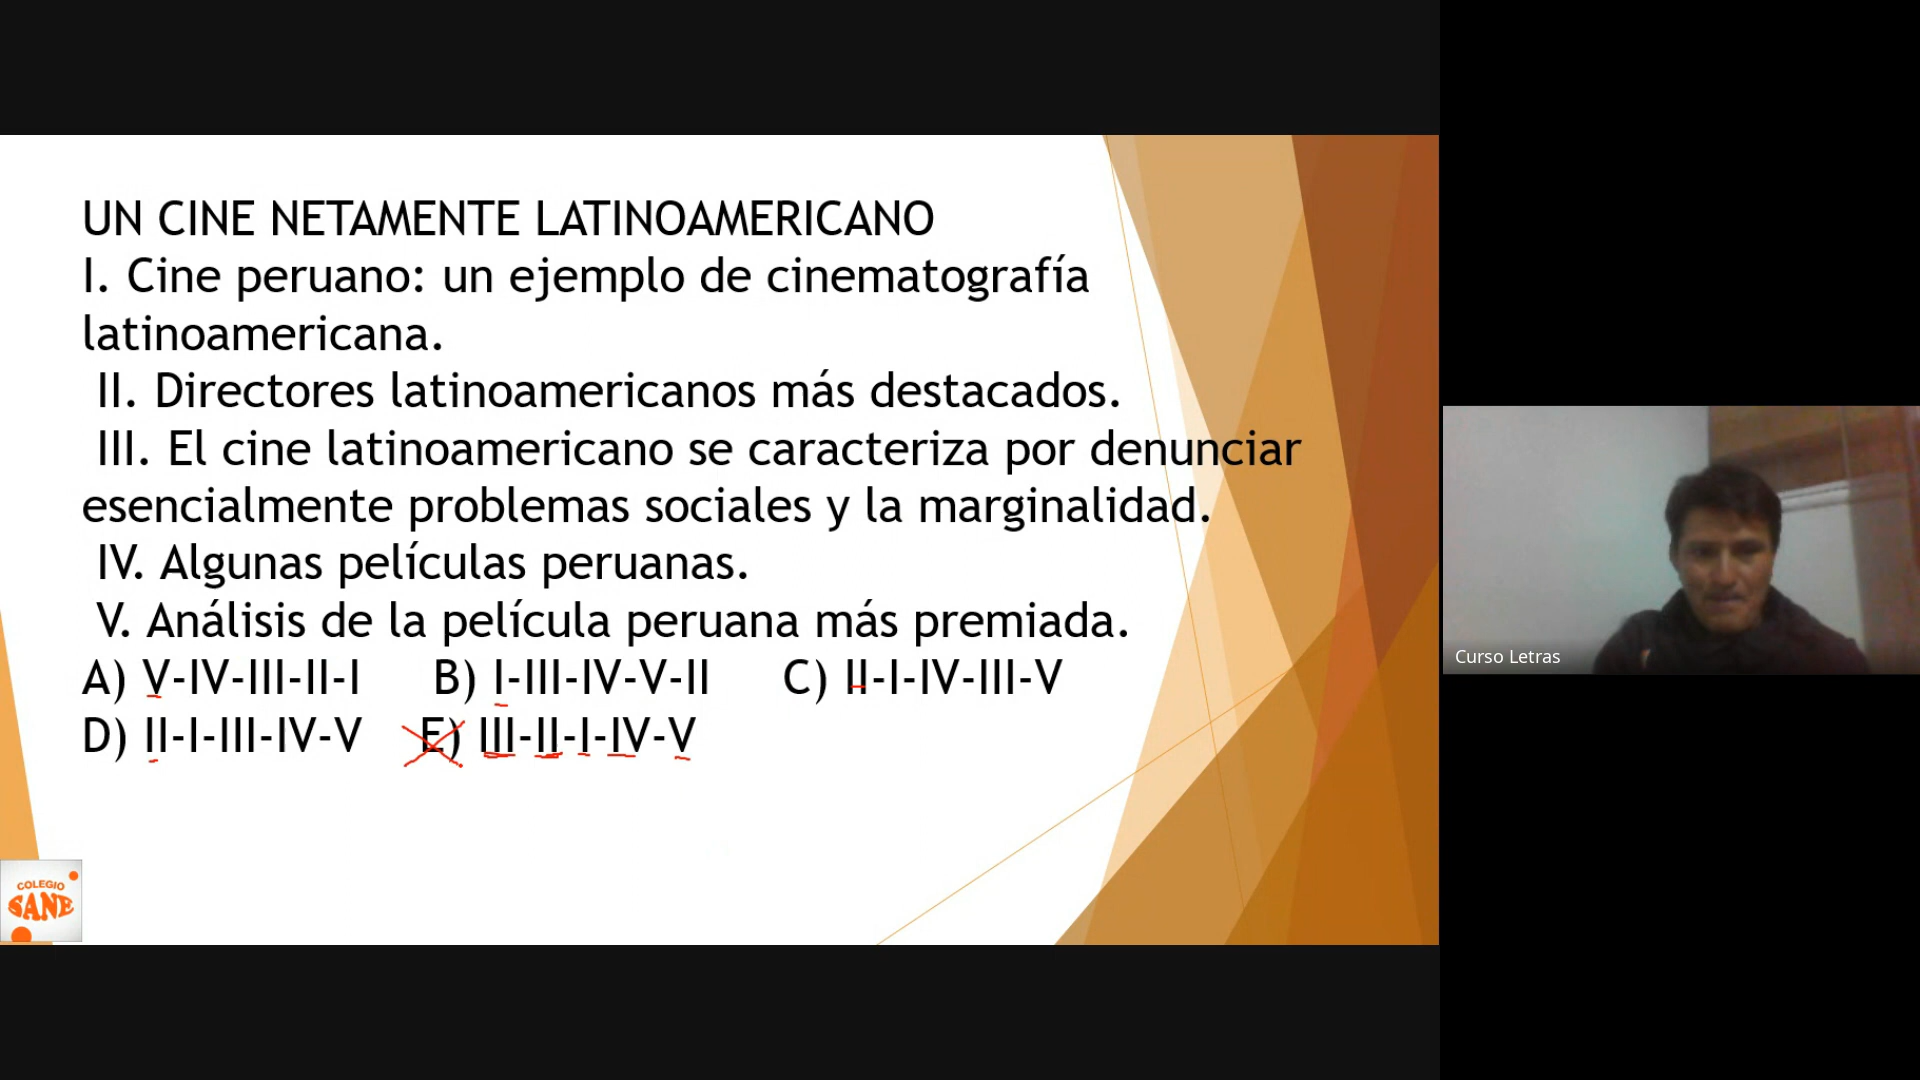 UN CINE NETAMENTE LATINOAMERICANO
I. Cine peruano: un ejemplo de cinematografía
latinoamericana.
II. Directores latinoamericanos más destacados.
III. El cine latinoamericano se caracteriza por denunciar
esencialmente problemas sociales y la marginalidad.
IV. Algunas películas peruanas.
V. Análisis de la película peruana más premiada.
A) V-IV-III-II-I B) I-III-IV-V-II C) II-I-IV-III-V
D) II-I-III-IV-V E) III-II-I-IV-V
COLEGIO
SANE
Curso Letras